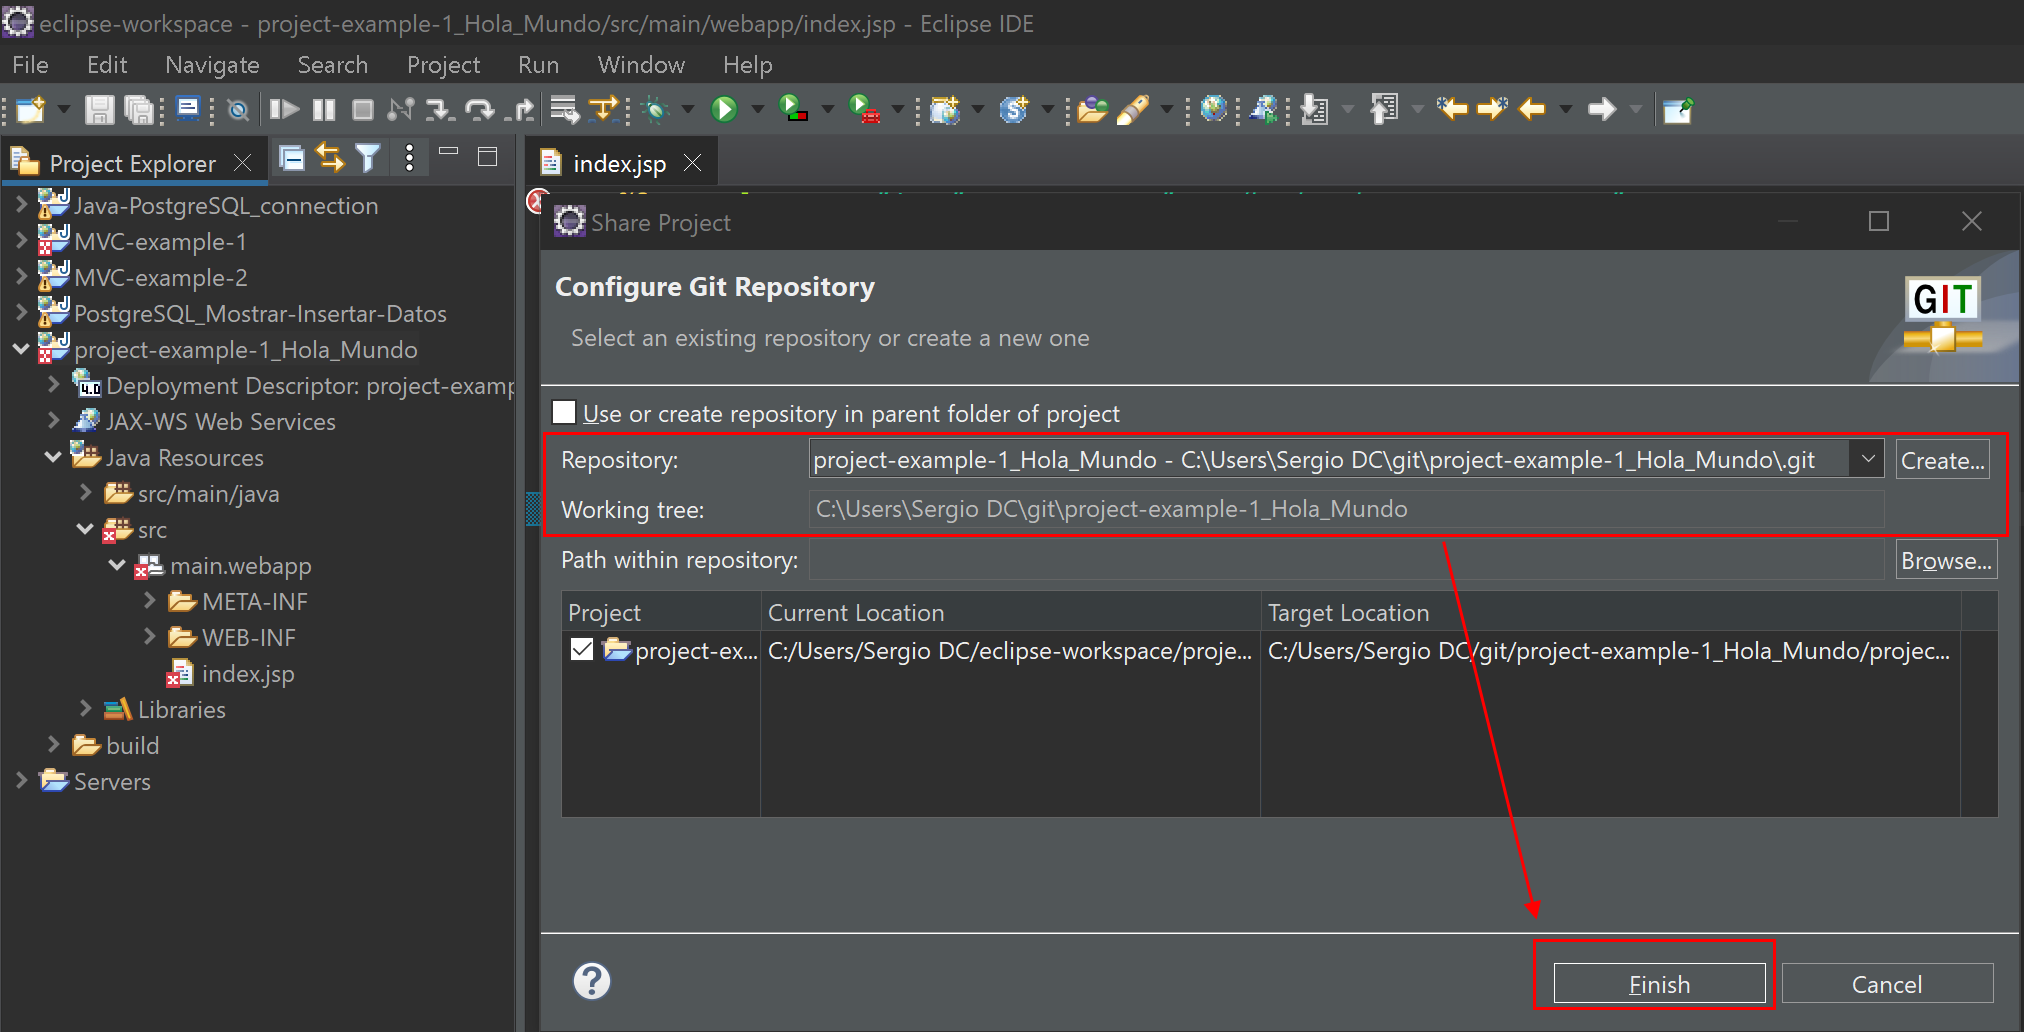 eclipse-workspace - project-example-1_Hola_Mundo/src/main/webapp/index.jsp - Eclipse IDE
File Edit Navigate Search Project Run Window Help
Project Explorer
index.jsp
Java-PostgreSQL_connection
MVC-example-1
MVC-example-2
PostgreSQL_Mostrar-Insertar-Datos
project-example-1_Hola_Mundo
4.0 Deployment Descriptor: project-examp
JAX-WS Web Services
Java Resources
src/main/java
src
main.webapp
META-INF
WEB-INF
index.jsp
Libraries
build
Servers
Share Project
Configure Git Repository
Select an existing repository or create a new one
GIT
Use or create repository in parent folder of project
Repository: project-example-1_Hola_Mundo - C:\Users\Sergio DC\git\project-example-1_Hola_Mundo\.git Create...
Working tree: C:\Users\Sergio DC\git\project-example-1_Hola_Mundo
Path within repository: Browse...
Project Current Location Target Location
project-ex... C:/Users/Sergio DC/eclipse-workspace/proje... C:/Users/Sergio DC/git/project-example-1_Hola_Mundo/projec...
? Finish Cancel